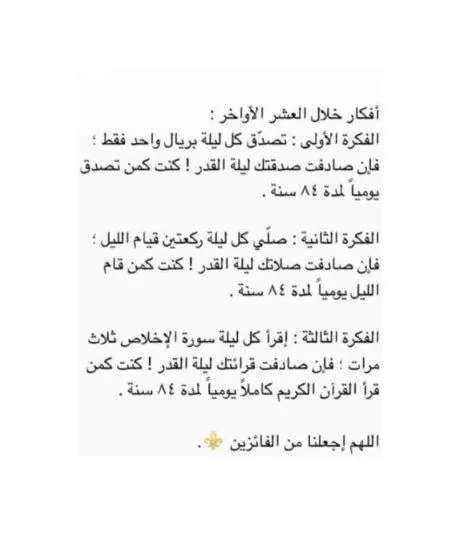 أفكار خلال العشر الأواخر :
الفكرة الأولى : تصدّق كل ليلة بريال واحد فقط ؛
فإن صادفت صدقتك ليلة القدر ! كنت كمن تصدق
يومياً لمدة ٨٤ سنة .
الفكرة الثانية : صلّي كل ليلة ركعتين قيام الليل ؛
فإن صادفت صلاتك ليلة القدر ! كنت كمن قام
الليل يومياً لمدة ٨٤ سنة .
الفكرة الثالثة : إقرأ كل ليلة سورة الإخلاص ثلاث
مرات ؛ فإن صادفت قرائتك ليلة القدر ! كنت كمن
قرأ القرآن الكريم كاملاً يومياً لمدة ٨٤ سنة .
اللهم إجعلنا من الفائزين ⚜️ .